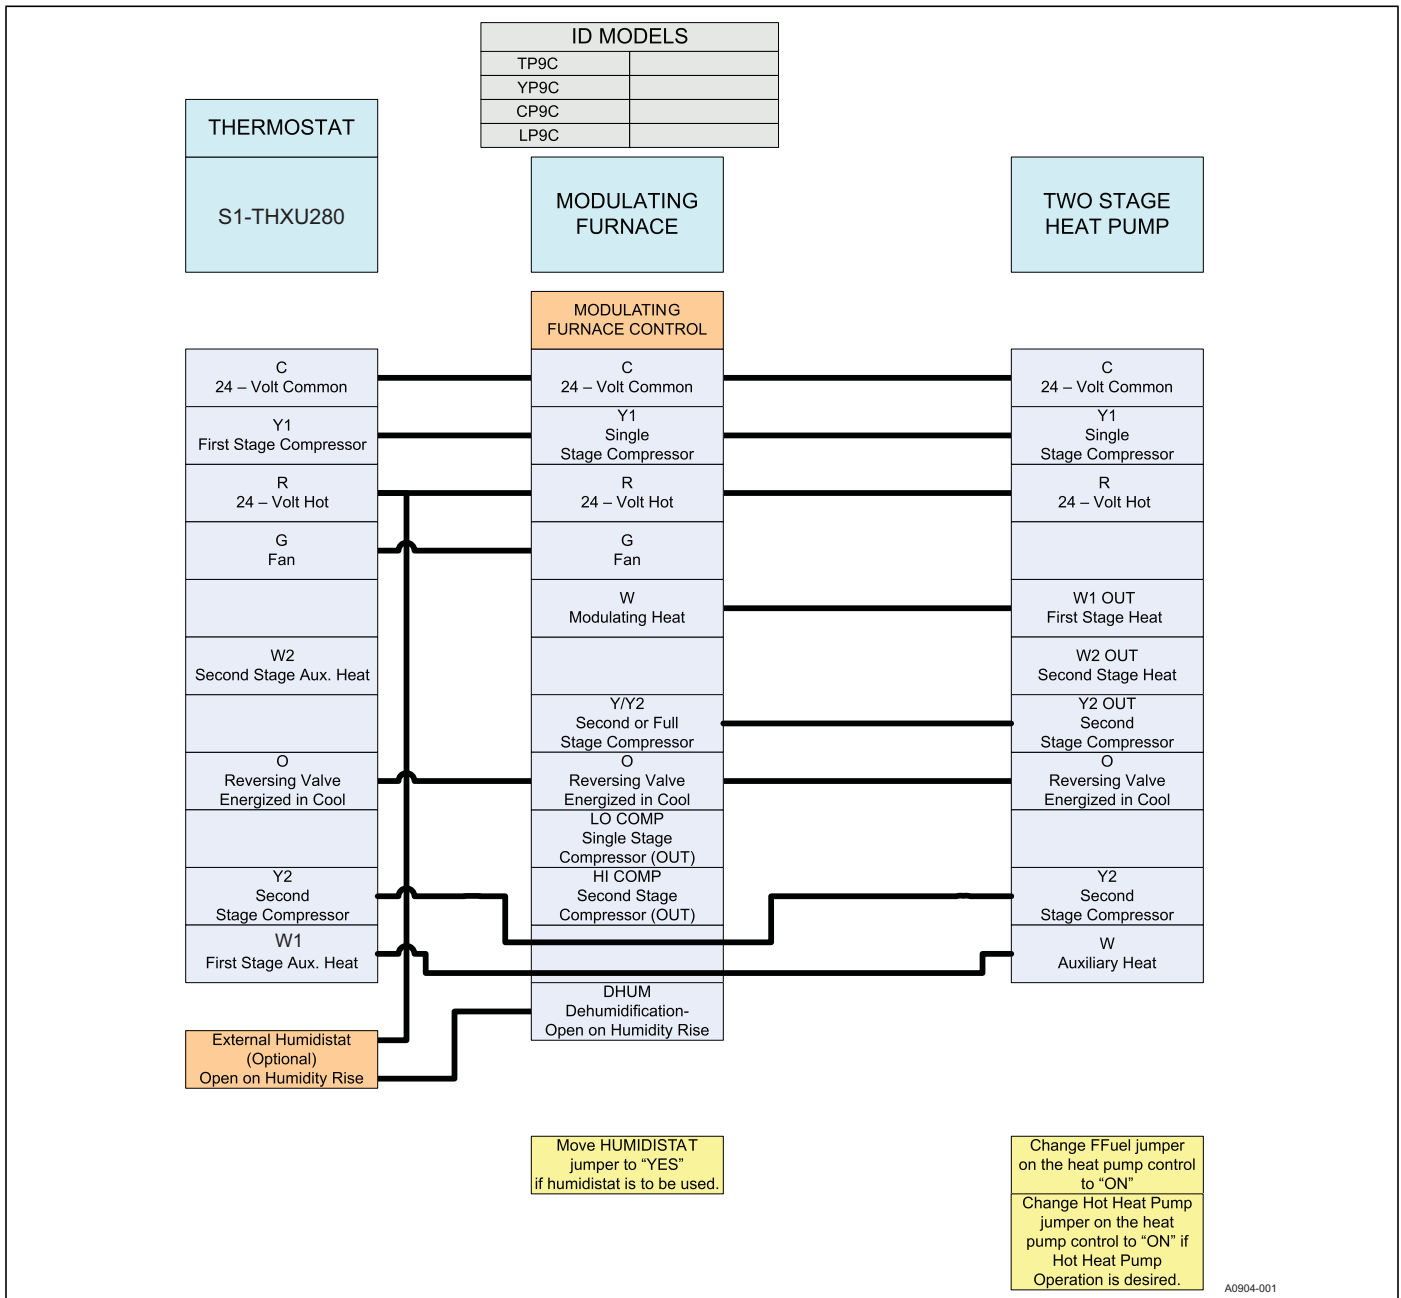 ID MODELS
TP9C
YP9C
CP9C
LP9C
THERMOSTAT
S1-THXU280
MODULATING
FURNACE
TWO STAGE
HEAT PUMP
MODULATING
FURNACE CONTROL
C
24 – Volt Common
Y1
First Stage Compressor
R
24 – Volt Hot
G
Fan
W2
Second Stage Aux. Heat
O
Reversing Valve
Energized in Cool
Y2
Second
Stage Compressor
W1
First Stage Aux. Heat
External Humidistat
(Optional)
Open on Humidity Rise
C
24 – Volt Common
Y1
Single
Stage Compressor
R
24 – Volt Hot
G
Fan
W
Modulating Heat
Y/Y2
Second or Full
Stage Compressor
O
Reversing Valve
Energized in Cool
LO COMP
Single Stage
Compressor (OUT)
HI COMP
Second Stage
Compressor (OUT)
DHUM
Dehumidification-
Open on Humidity Rise
Move HUMIDISTAT
jumper to “YES”
if humidistat is to be used.
C
24 – Volt Common
Y1
Single
Stage Compressor
R
24 – Volt Hot
W1 OUT
First Stage Heat
W2 OUT
Second Stage Heat
Y2 OUT
Second
Stage Compressor
O
Reversing Valve
Energized in Cool
Y2
Second
Stage Compressor
W
Auxiliary Heat
Change FFuel jumper
on the heat pump control
to “ON”
Change Hot Heat Pump
jumper on the heat
pump control to “ON” if
Hot Heat Pump
Operation is desired.
A0904-001